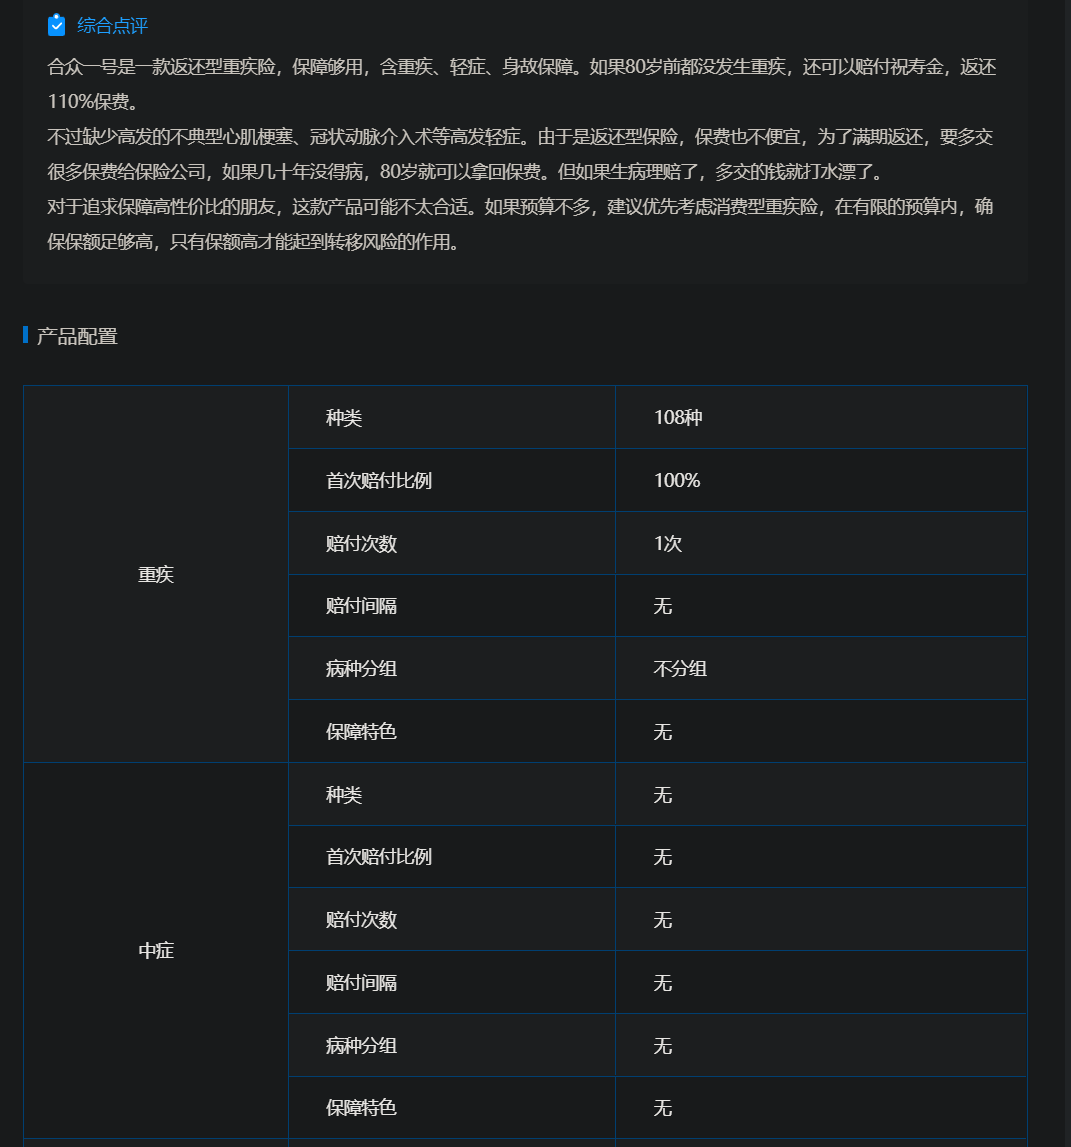 综合点评
合众一号是一款返还型重疾险，保障够用，含重疾、轻症、身故保障。如果80岁前都没发生重疾，还可以赔付祝寿金，返还
110%保费。
不过缺少高发的不典型心肌梗塞、冠状动脉介入术等高发轻症。由于是返还型保险，保费也不便宜，为了满期返还，要多交
很多保费给保险公司，如果几十年没得病，80岁就可以拿回保费。但如果生病理赔了，多交的钱就打水漂了。
对于追求保障高性价比的朋友，这款产品可能不太合适。如果预算不多，建议优先考虑消费型重疾险，在有限的预算内，确
保保额足够高，只有保额高才能起到转移风险的作用。
产品配置
重疾
种类 108种
首次赔付比例 100%
赔付次数 1次
赔付间隔 无
病种分组 不分组
保障特色 无
中症
种类 无
首次赔付比例 无
赔付次数 无
赔付间隔 无
病种分组 无
保障特色 无